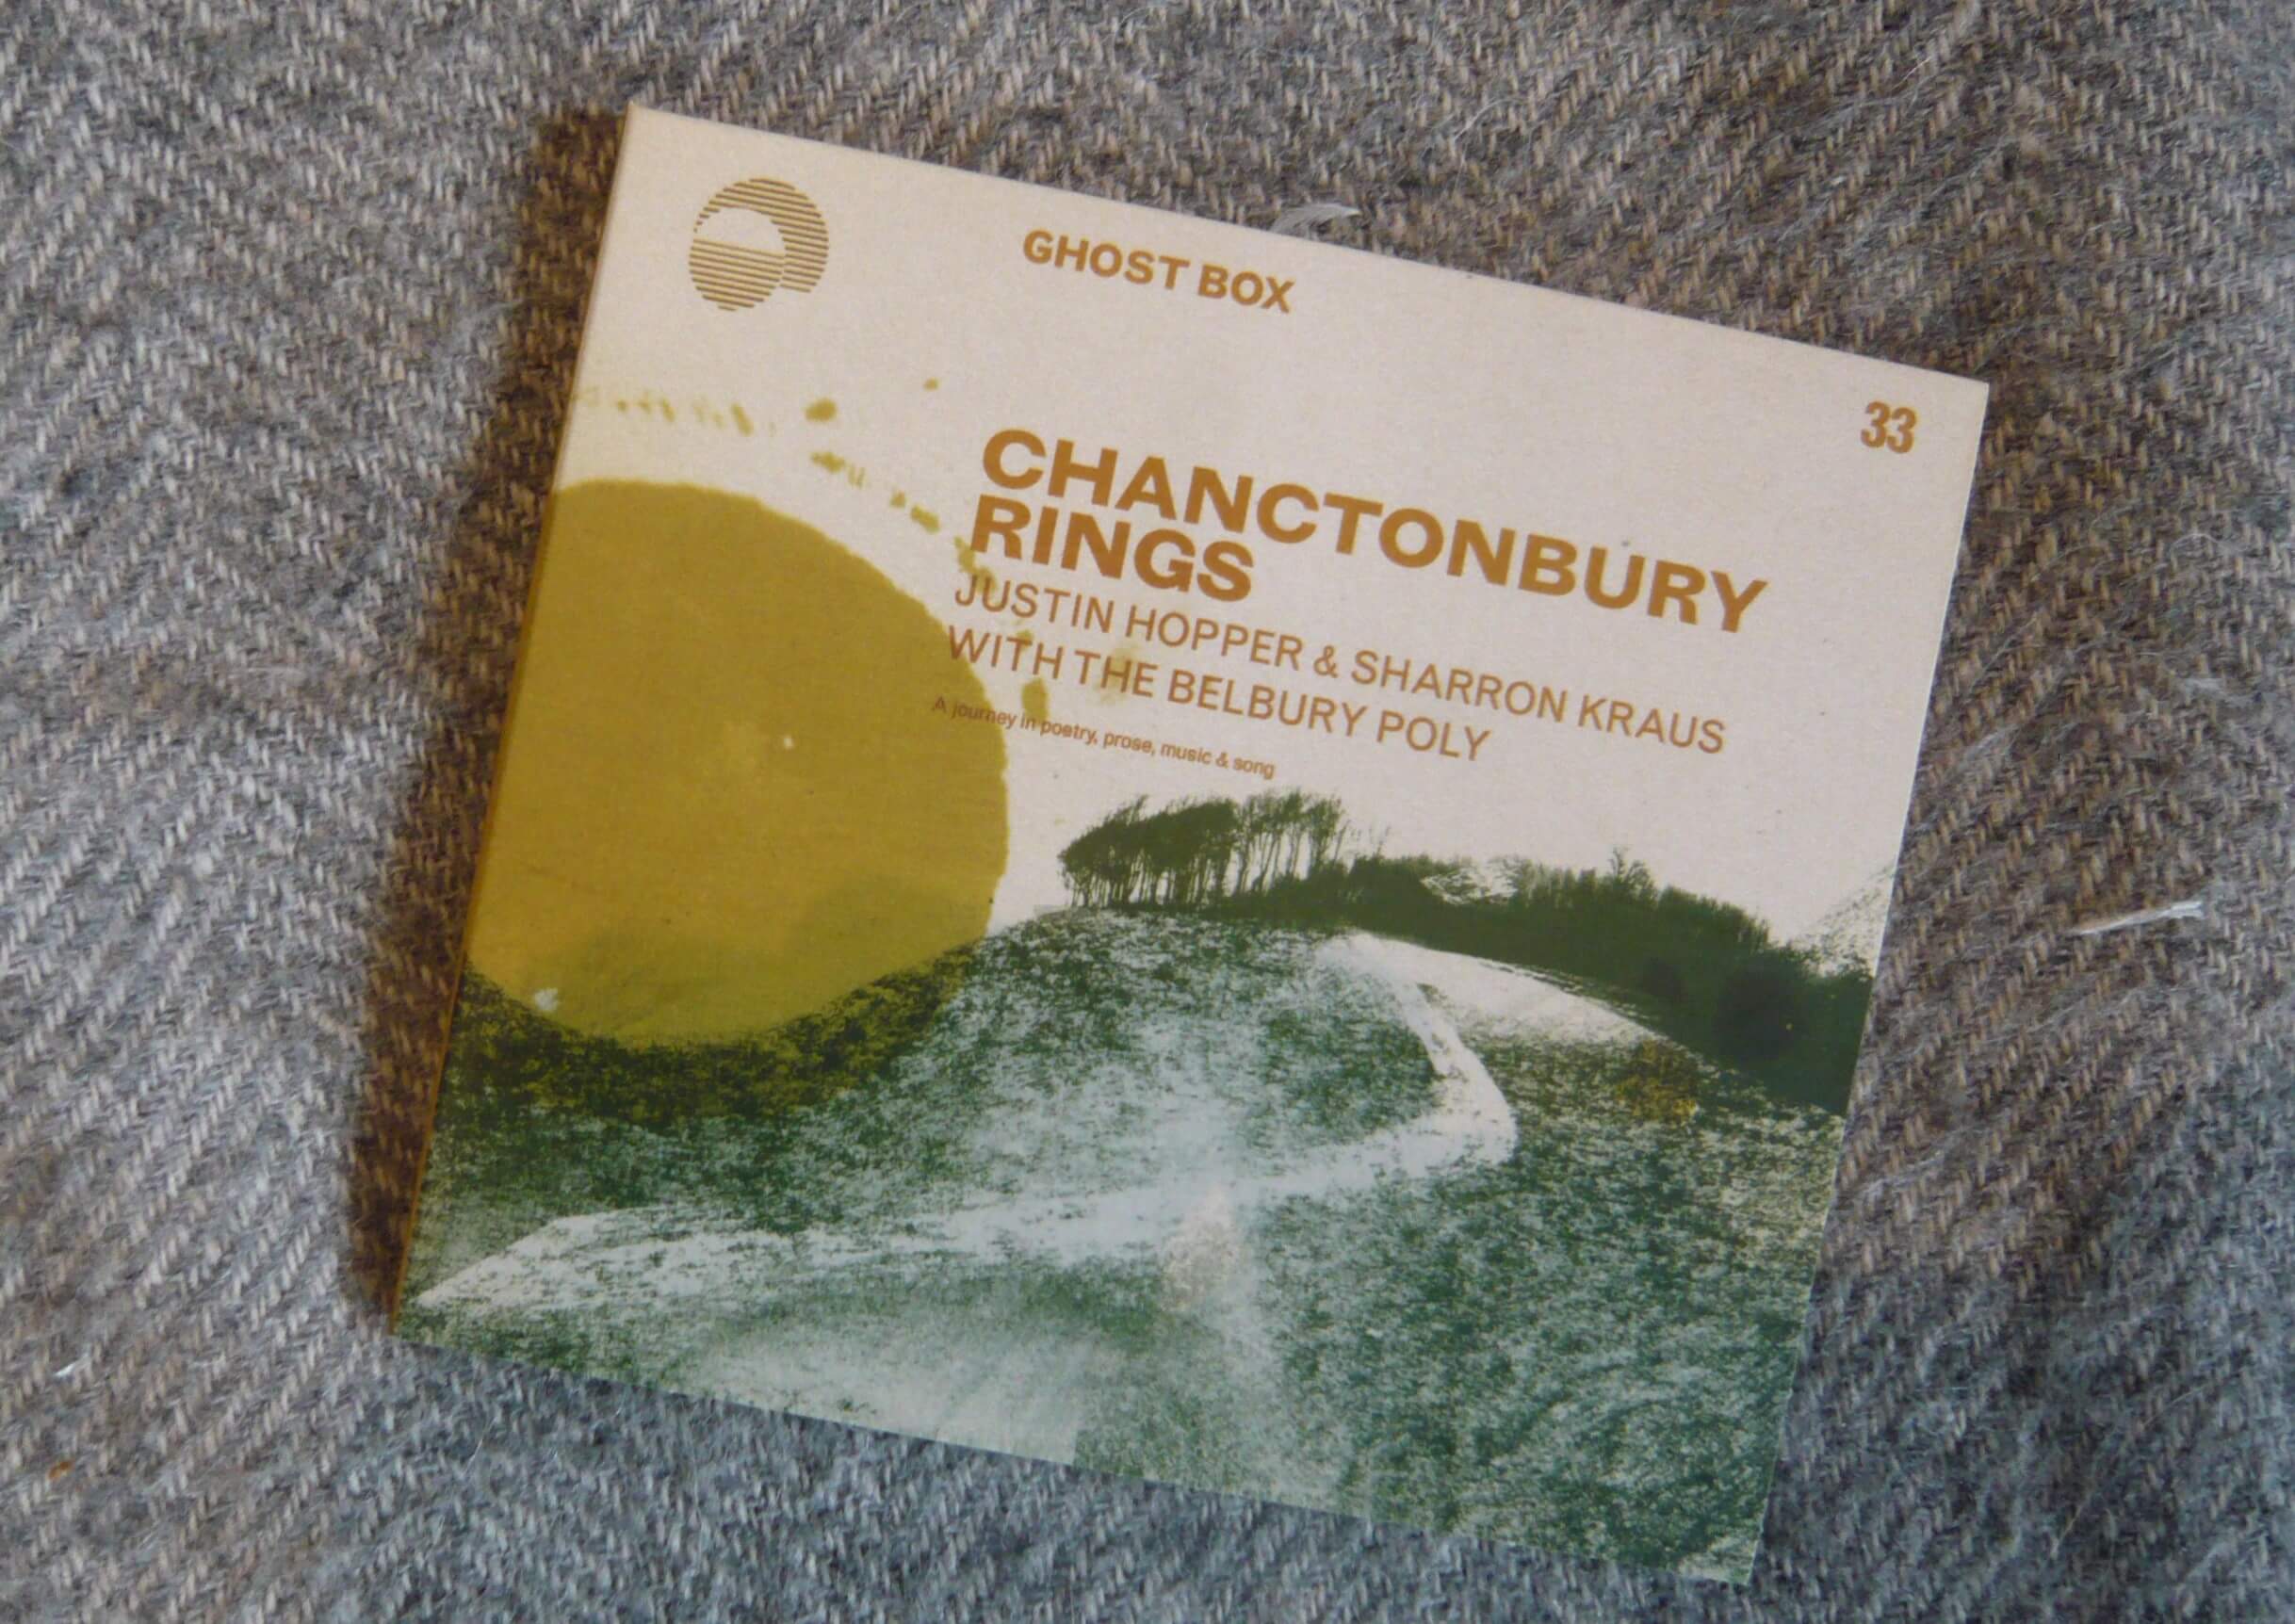 GHOST BOX
33
CHANCTONBURY
RINGS
JUSTIN HOPPER & SHARRON KRAUS
WITH THE BELBURY POLY
A journey in poetry, prose, music & song